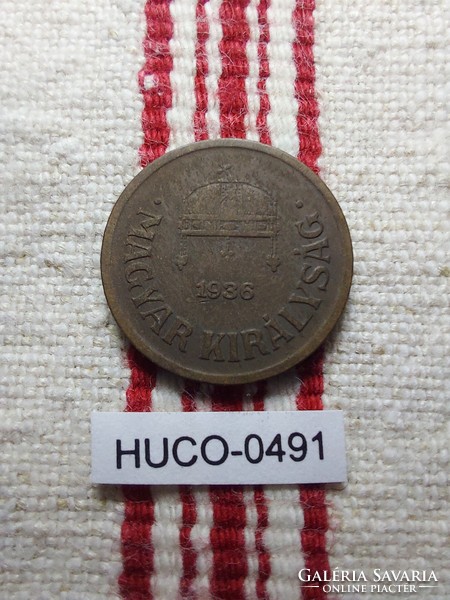 · MAGYAR KIRÁLYSÁG ·
1936
HUCO-0491
GALÉRIA SAVARIA
ONLINE PIACTÉR